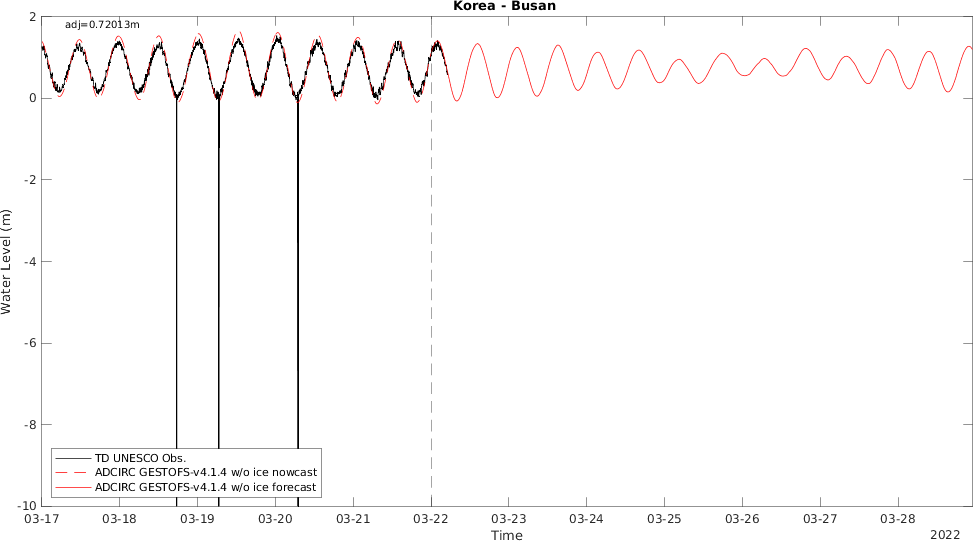 Korea - Busan
adj=0.72013m
2
0
-2
-4
-6
-8
-10
Water Level (m)
TD UNESCO Obs.
ADCIRC GESTOFS-v4.1.4 w/o ice nowcast
ADCIRC GESTOFS-v4.1.4 w/o ice forecast
03-17 03-18 03-19 03-20 03-21 03-22 03-23 03-24 03-25 03-26 03-27 03-28
Time
2022